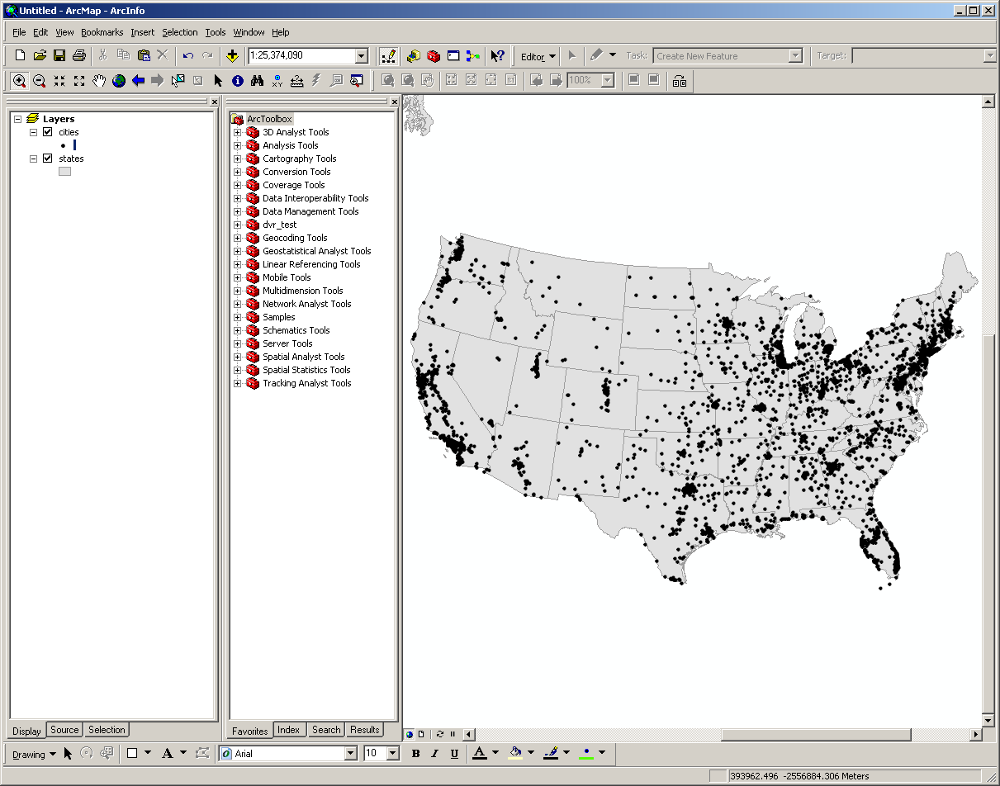 Untitled - ArcMap - ArcInfo
File Edit View Bookmarks Insert Selection Tools Window Help
1:25,374,090 Editor Task: Create New Feature Target:
XY 1:1 100%
Layers
cities
states
ArcToolbox
3D Analyst Tools
Analysis Tools
Cartography Tools
Conversion Tools
Coverage Tools
Data Interoperability Tools
Data Management Tools
dvr_test
Geocoding Tools
Geostatistical Analyst Tools
Linear Referencing Tools
Mobile Tools
Multidimension Tools
Network Analyst Tools
Samples
Schematics Tools
Server Tools
Spatial Analyst Tools
Spatial Statistics Tools
Tracking Analyst Tools
Display Source Selection
Favorites Index Search Results
Drawing A Arial 10 B I U A
393962.496 -2556884.306 Meters